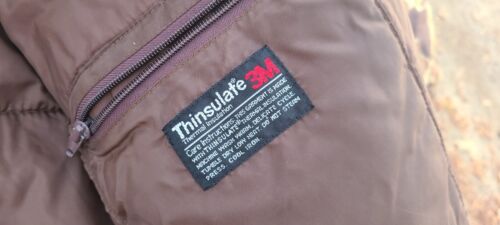 Thinsulate® 3M
Thermal Insulation
Care Instructions: THIS GARMENT IS MADE
WITH THINSULATE® THERMAL INSULATION.
MACHINE WASH WARM, DELICATE CYCLE.
TUMBLE DRY LOW HEAT. DO NOT STEAM
PRESS. COOL IRON.